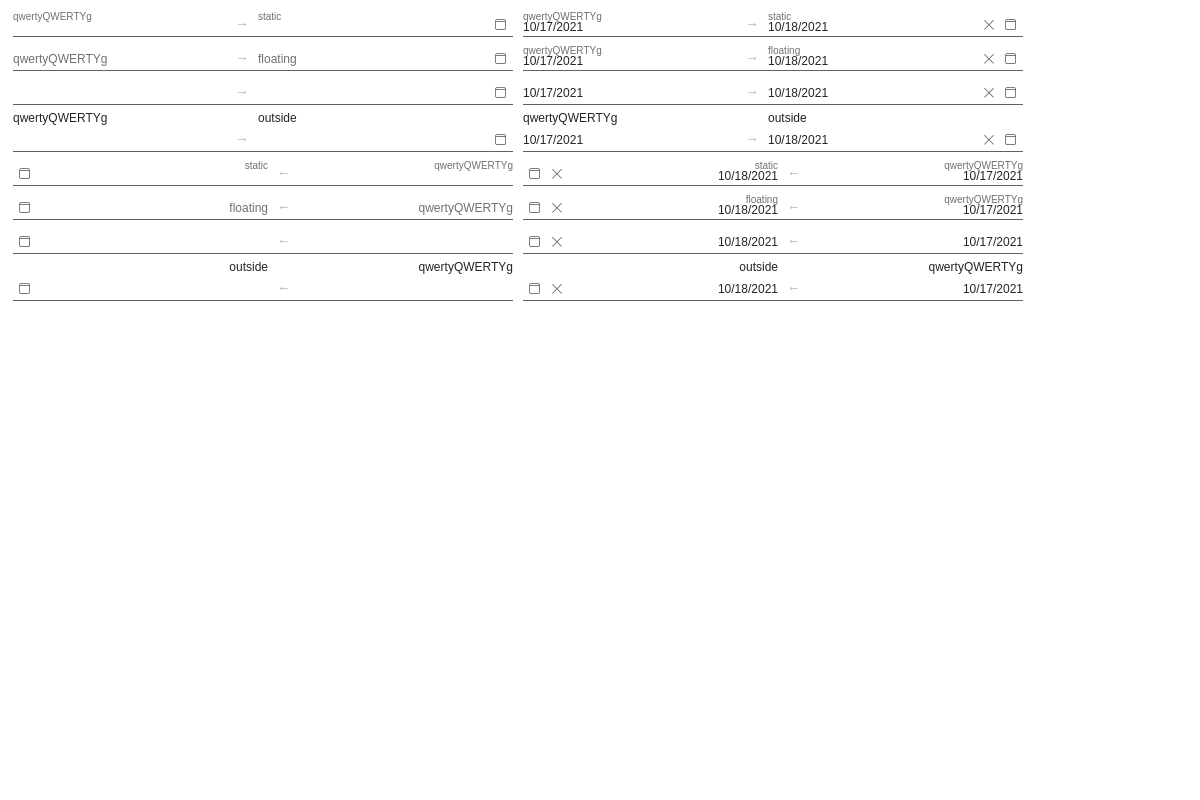 qwertyQWERTYg → static qwertyQWERTYg → static
10/17/2021 10/18/2021
qwertyQWERTYg → floating qwertyQWERTYg → floating
10/17/2021 10/18/2021
→ 10/17/2021 → 10/18/2021
qwertyQWERTYg outside qwertyQWERTYg outside
→ 10/17/2021 → 10/18/2021
static ← qwertyQWERTYg static ← qwertyQWERTYg
10/18/2021 10/17/2021
floating ← qwertyQWERTYg floating ← qwertyQWERTYg
10/18/2021 10/17/2021
← 10/18/2021 ← 10/17/2021
outside qwertyQWERTYg outside qwertyQWERTYg
← 10/18/2021 ← 10/17/2021